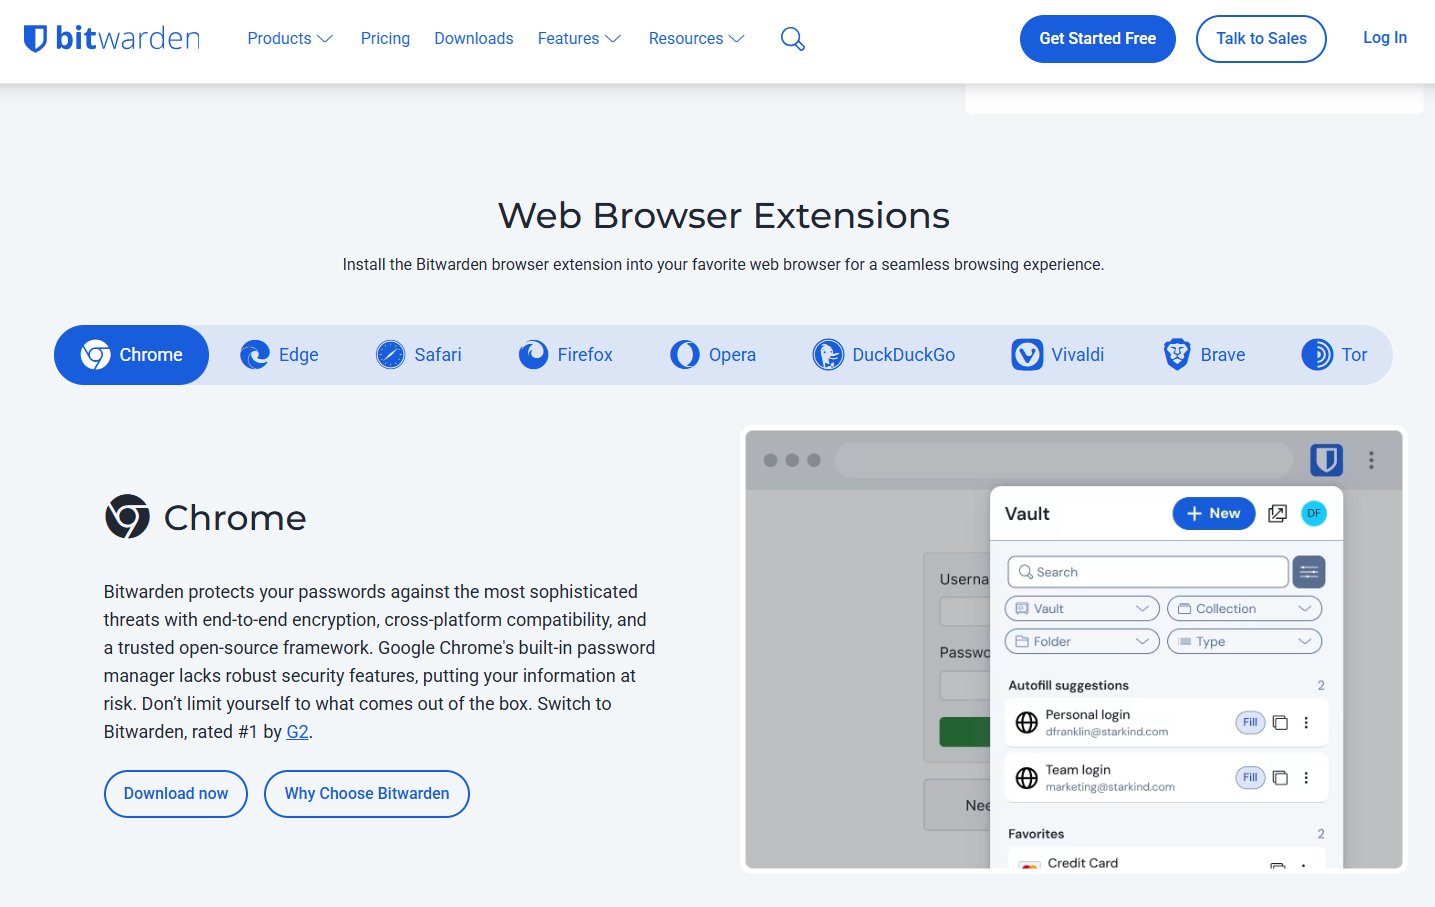 bitwarden
Products
Pricing
Downloads
Features
Resources
Get Started Free
Talk to Sales
Log In
Web Browser Extensions
Install the Bitwarden browser extension into your favorite web browser for a seamless browsing experience.
Chrome
Edge
Safari
Firefox
Opera
DuckDuckGo
Vivaldi
Brave
Tor
Chrome
Bitwarden protects your passwords against the most sophisticated
threats with end-to-end encryption, cross-platform compatibility, and
a trusted open-source framework. Google Chrome's built-in password
manager lacks robust security features, putting your information at
risk. Don’t limit yourself to what comes out of the box. Switch to
Bitwarden, rated #1 by G2.
Download now
Why Choose Bitwarden
Userna
Passwo
Nee
Vault
New
DF
Search
Vault
Collection
Folder
Type
Autofill suggestions 2
Personal login
dfranklin@starkind.com
Fill
Team login
marketing@starkind.com
Fill
Favorites 2
Credit Card